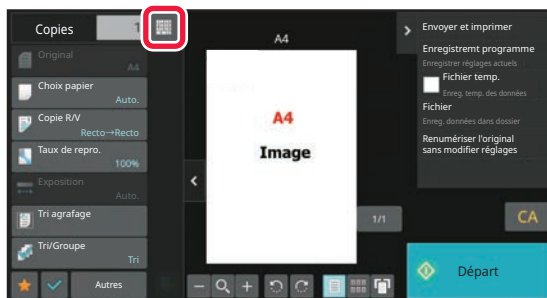 Copies
1
Original
A4
Choix papier
Auto.
Copie R/V
Recto→Recto
Taux de repro.
100%
Exposition
Auto.
Tri agrafage
Tri/Groupe
Tri
Autres
A4
A4
Image
1/1
Envoyer et imprimer
Enregistremt programme
Enregistrer réglages actuels
Fichier temp.
Enreg. temp. des données
Fichier
Enreg. données dans dossier
Renumériser l'original
sans modifier réglages
CA
Départ